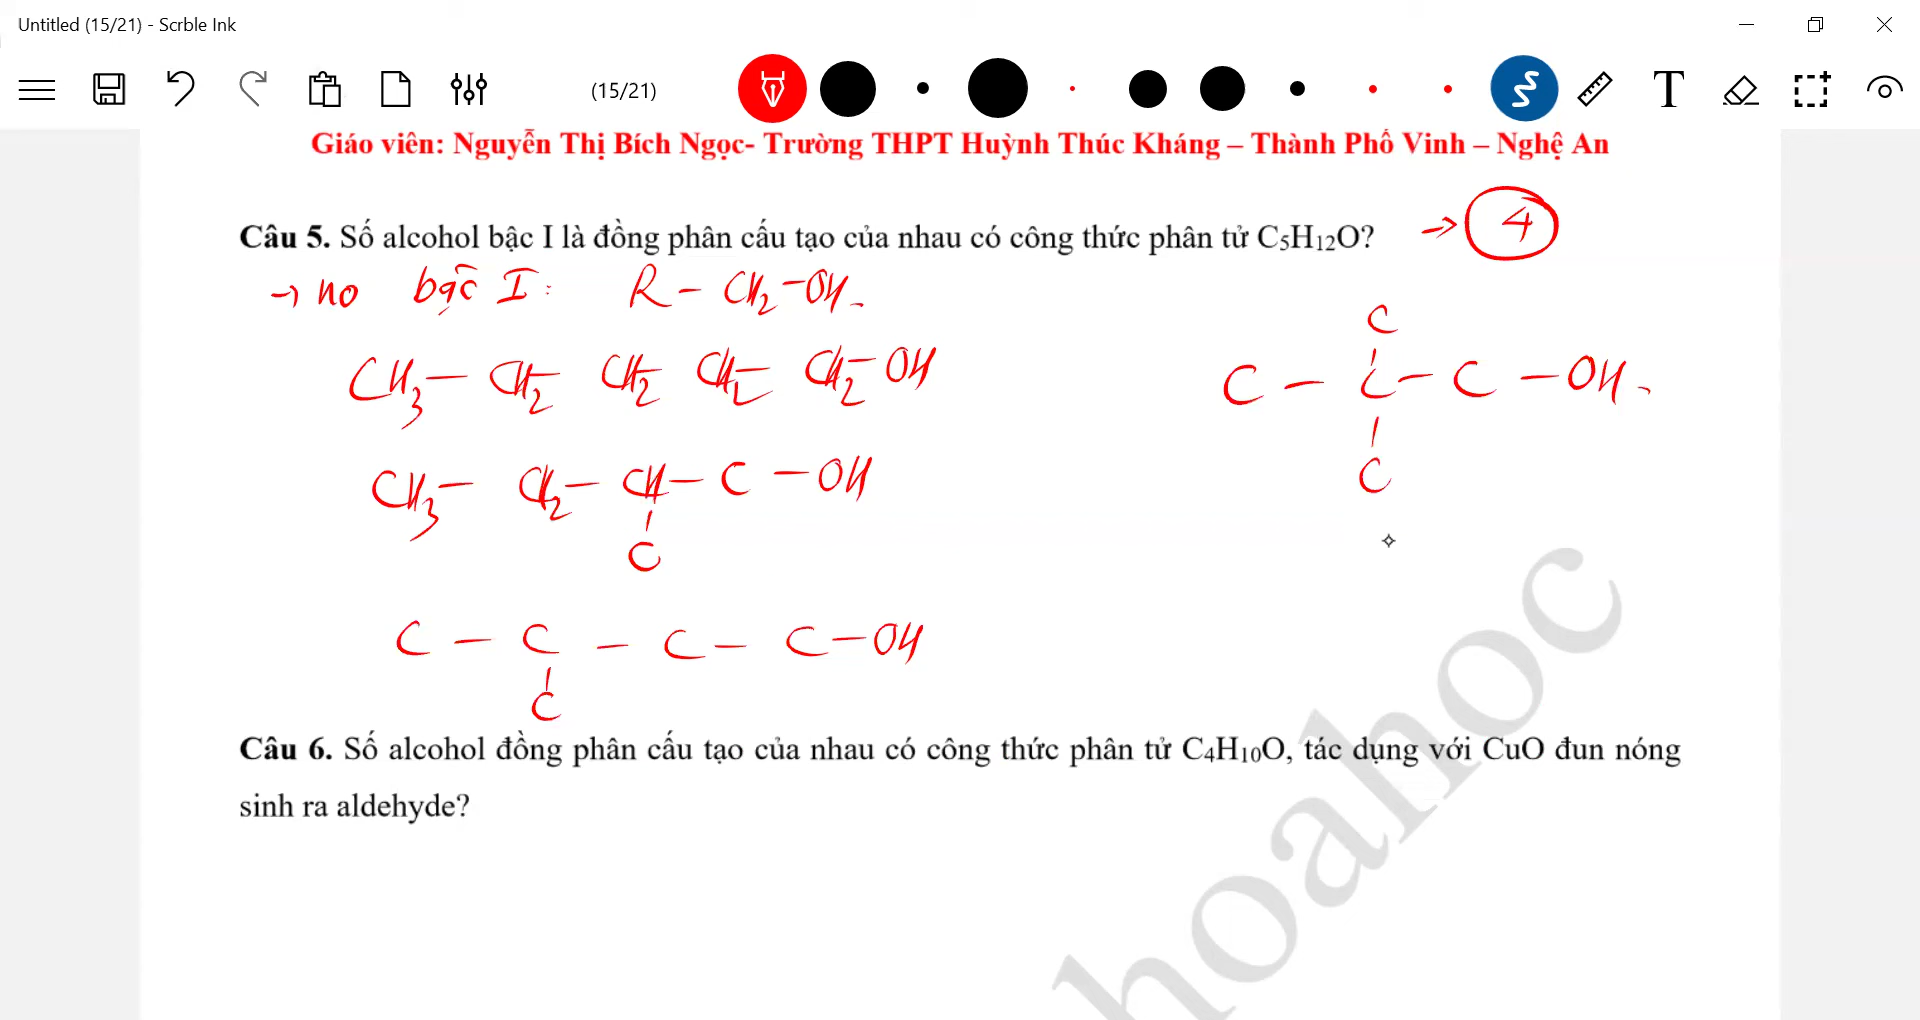 Untitled (15/21) - Scrble Ink
(15/21)
T
Giáo viên: Nguyễn Thị Bích Ngọc- Trường THPT Huỳnh Thúc Kháng – Thành Phố Vinh – Nghệ An
Câu 5. Số alcohol bậc I là đồng phân cấu tạo của nhau có công thức phân tử C₅H₁₂O? → 4
→ no bậc I: R - CH₂-OH.
CH₃- CH₂ CH₂ CH₂ CH₂-OH
C
C - C - C - OH.
C
CH₃- CH₂- CH - C - OH
C
C - C - C - C-OH
C
Câu 6. Số alcohol đồng phân cấu tạo của nhau có công thức phân tử C₄H₁₀O, tác dụng với CuO đun nóng
sinh ra aldehyde?
hoahoc